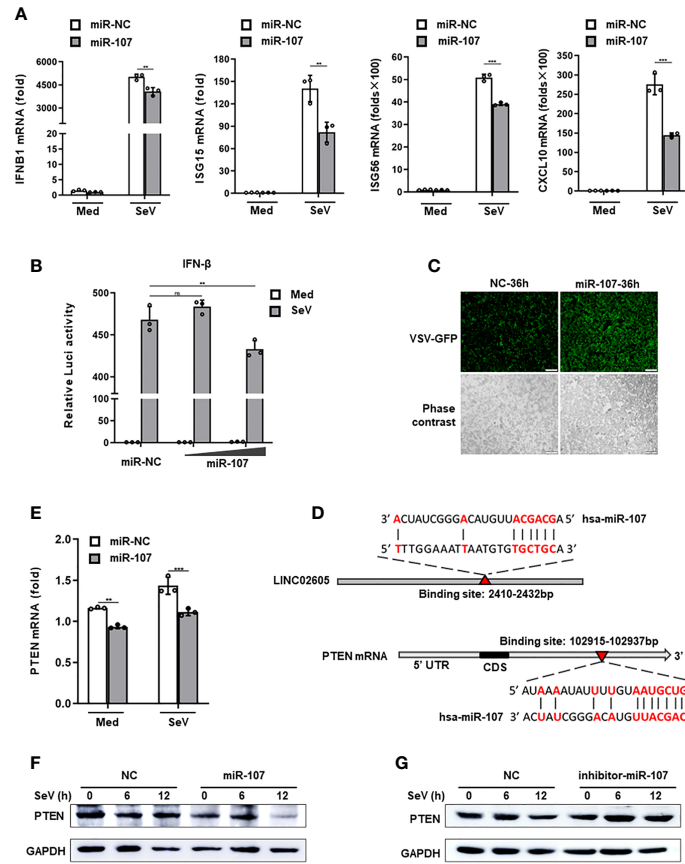 A
miR-NC
miR-107
IFNB1 mRNA (fold)
6000
4500
3000
20
15
10
5
0
**
Med
SeV
miR-NC
miR-107
ISG15 mRNA (fold)
150
120
90
60
30
0
**
Med
SeV
miR-NC
miR-107
ISG56 mRNA (folds×100)
60
50
40
30
20
10
0
***
Med
SeV
miR-NC
miR-107
CXCL10 mRNA (folds×100)
350
300
250
200
150
100
50
0
***
Med
SeV
B
IFN-β
Med
SeV
Relative Luci activity
500
450
400
100
50
0
**
ns
miR-NC
miR-107
C
NC-36h
miR-107-36h
VSV-GFP
Phase
contrast
E
miR-NC
miR-107
PTEN mRNA (fold)
2.0
1.5
1.0
0.5
0.0
**
***
Med
SeV
D
3' ACUAUCGGGACAUGUUACGACGA 5' hsa-miR-107
TTTGGAAATTAATGTGTGCTGCA 3'
LINC02605
Binding site: 2410-2432bp
Binding site: 102915-102937bp
PTEN mRNA
3'
5' UTR
CDS
5' AUAAAUAUUUUGUAAUGCUG
hsa-miR-107 3' ACUAUCGGGACAUGUUACGAC
F
NC
miR-107
SeV (h) 0 6 12 0 6 12
PTEN
GAPDH
G
NC
inhibitor-miR-107
SeV (h) 0 6 12 0 6 12
PTEN
GAPDH